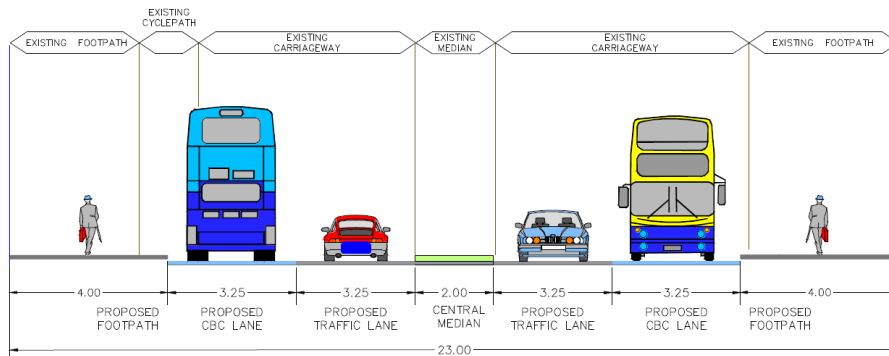 EXISTING
CYCLEPATH
EXISTING FOOTPATH
EXISTING
CARRIAGEWAY
EXISTING
MEDIAN
EXISTING
CARRIAGEWAY
EXISTING FOOTPATH
4.00
3.25
3.25
2.00
3.25
3.25
4.00
PROPOSED
FOOTPATH
PROPOSED
CBC LANE
PROPOSED
TRAFFIC LANE
CENTRAL
MEDIAN
PROPOSED
TRAFFIC LANE
PROPOSED
CBC LANE
PROPOSED
FOOTPATH
23.00